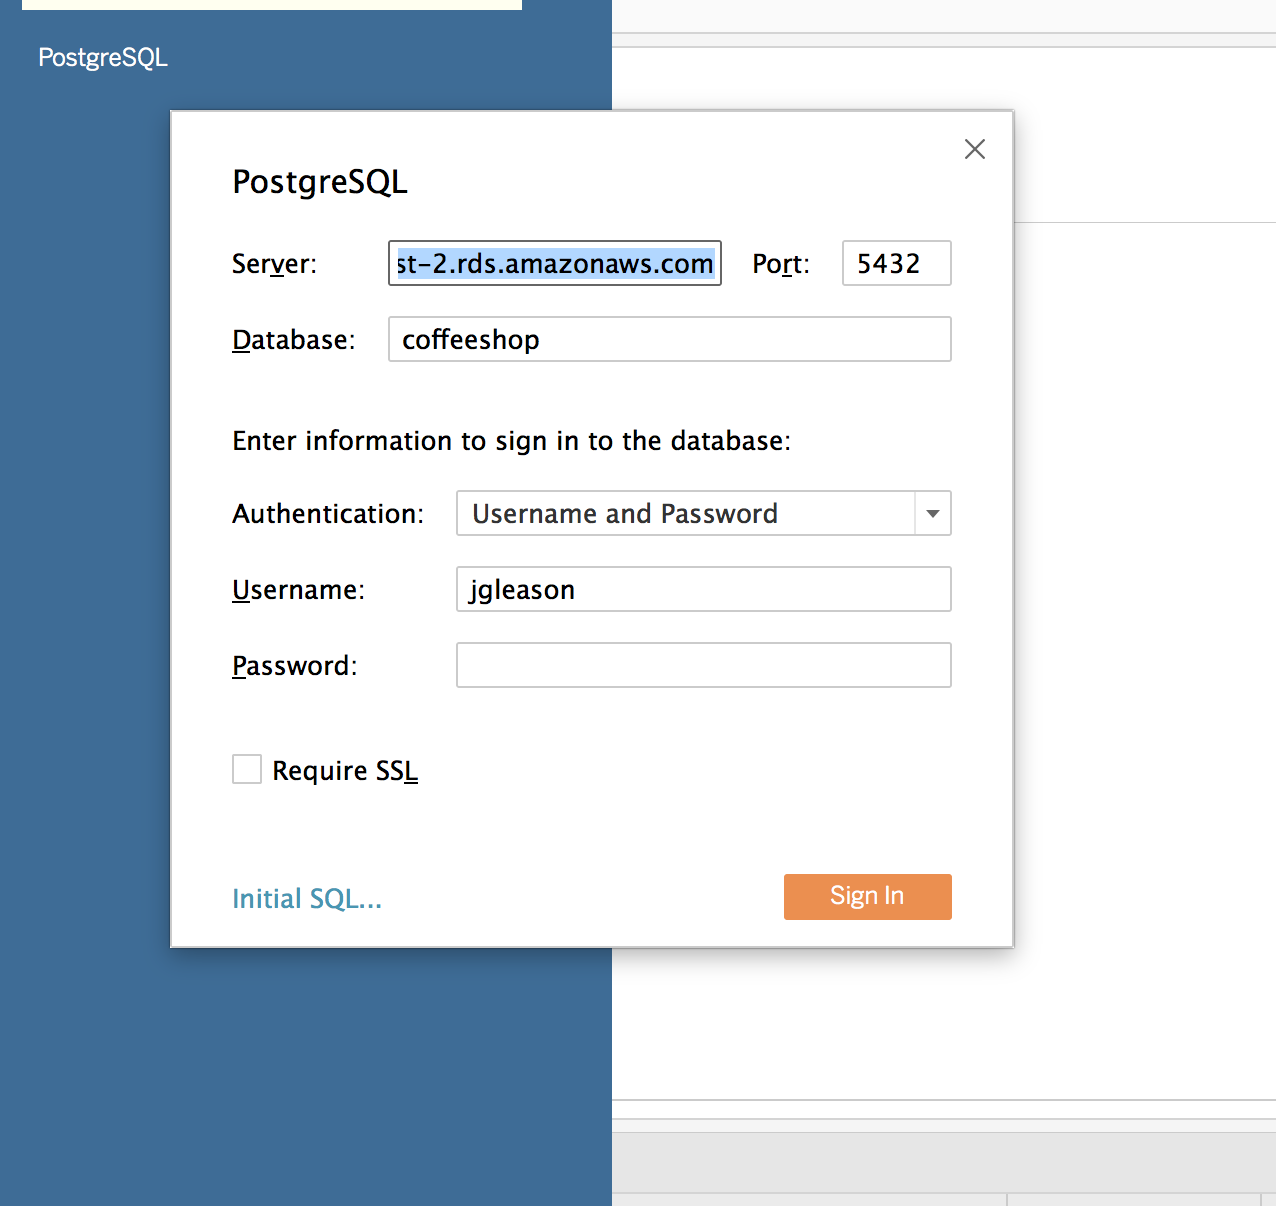 PostgreSQL
PostgreSQL
Server: st-2.rds.amazonaws.com Port: 5432
Database: coffeeshop
Enter information to sign in to the database:
Authentication: Username and Password
Username: jgleason
Password:
Require SSL
Initial SQL... Sign In